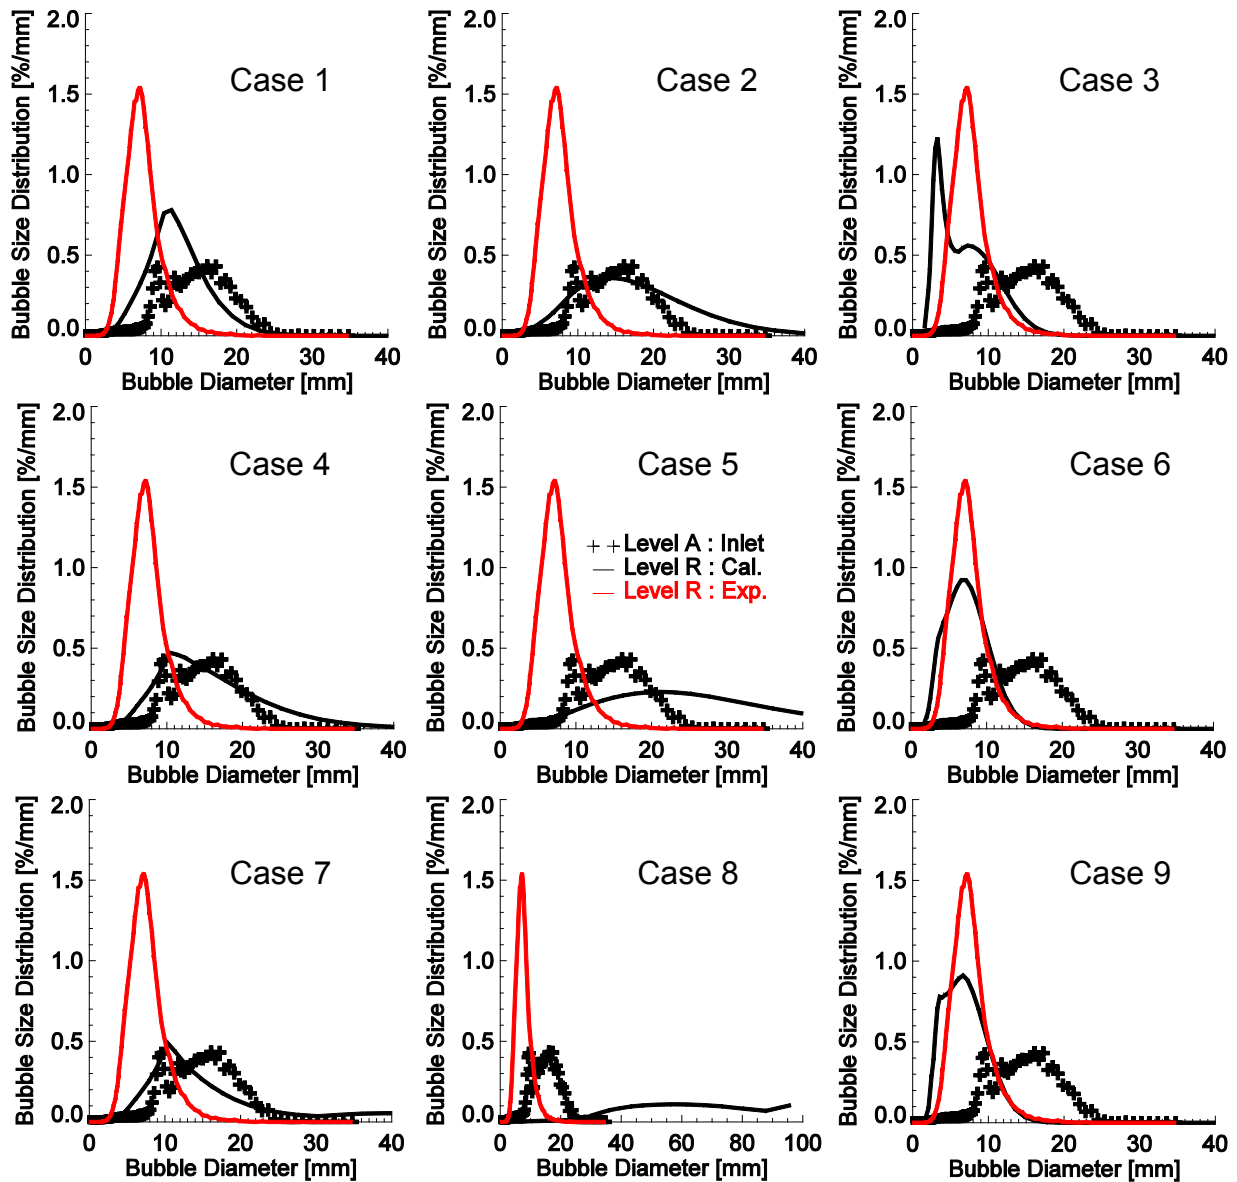 Bubble Size Distribution [%/mm]
2.0
1.5
1.0
0.5
0.0
Case 1
0 10 20 30 40
Bubble Diameter [mm]
Bubble Size Distribution [%/mm]
2.0
1.5
1.0
0.5
0.0
Case 2
0 10 20 30 40
Bubble Diameter [mm]
Bubble Size Distribution [%/mm]
2.0
1.5
1.0
0.5
0.0
Case 3
0 10 20 30 40
Bubble Diameter [mm]
Bubble Size Distribution [%/mm]
2.0
1.5
1.0
0.5
0.0
Case 4
0 10 20 30 40
Bubble Diameter [mm]
Bubble Size Distribution [%/mm]
2.0
1.5
1.0
0.5
0.0
Case 5
Level A : Inlet
Level R : Cal.
Level R : Exp.
0 10 20 30 40
Bubble Diameter [mm]
Bubble Size Distribution [%/mm]
2.0
1.5
1.0
0.5
0.0
Case 6
0 10 20 30 40
Bubble Diameter [mm]
Bubble Size Distribution [%/mm]
2.0
1.5
1.0
0.5
0.0
Case 7
0 10 20 30 40
Bubble Diameter [mm]
Bubble Size Distribution [%/mm]
2.0
1.5
1.0
0.5
0.0
Case 8
0 20 40 60 80 100
Bubble Diameter [mm]
Bubble Size Distribution [%/mm]
2.0
1.5
1.0
0.5
0.0
Case 9
0 10 20 30 40
Bubble Diameter [mm]